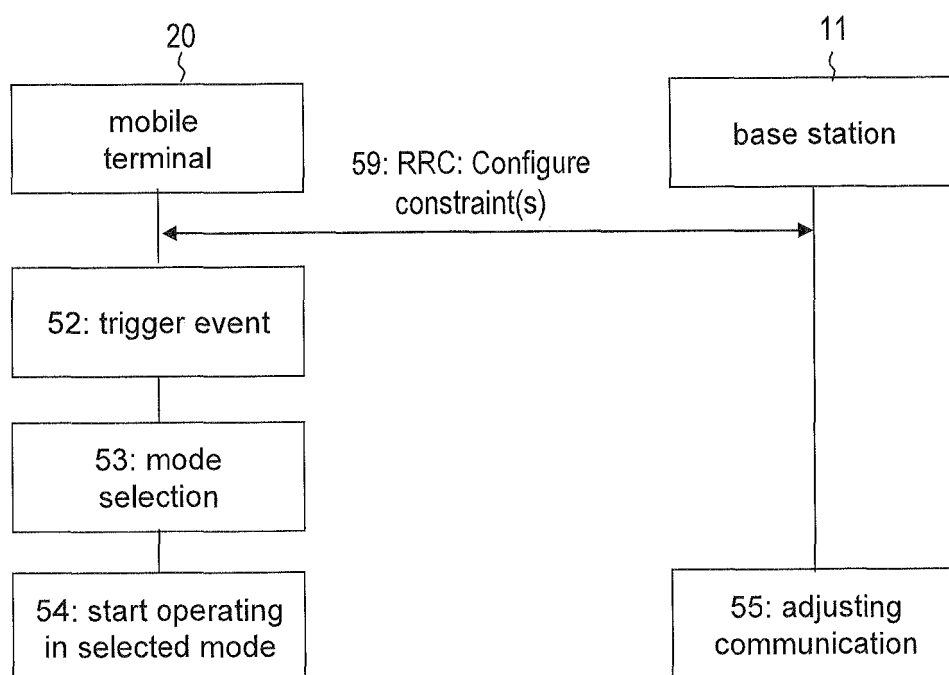 20
11
mobile
terminal
base station
59: RRC: Configure
constraint(s)
52: trigger event
53: mode
selection
54: start operating
in selected mode
55: adjusting
communication